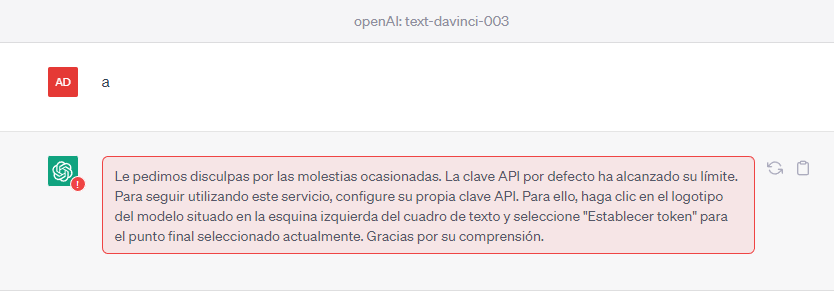 openAI: text-davinci-003
AD
a
!
Le pedimos disculpas por las molestias ocasionadas. La clave API por defecto ha alcanzado su límite.
Para seguir utilizando este servicio, configure su propia clave API. Para ello, haga clic en el logotipo
del modelo situado en la esquina izquierda del cuadro de texto y seleccione "Establecer token" para
el punto final seleccionado actualmente. Gracias por su comprensión.